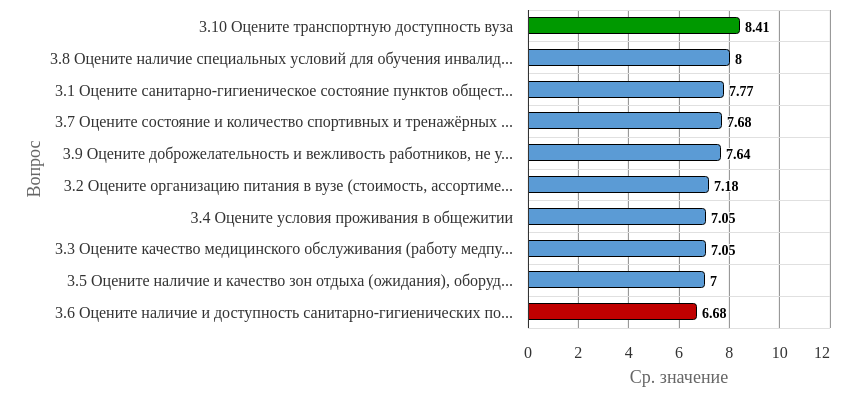 3.10 Оцените транспортную доступность вуза 8.41
3.8 Оцените наличие специальных условий для обучения инвалид... 8
3.1 Оцените санитарно-гигиеническое состояние пунктов общест... 7.77
3.7 Оцените состояние и количество спортивных и тренажёрных ... 7.68
3.9 Оцените доброжелательность и вежливость работников, не у... 7.64
3.2 Оцените организацию питания в вузе (стоимость, ассортиме... 7.18
3.4 Оцените условия проживания в общежитии 7.05
3.3 Оцените качество медицинского обслуживания (работу медпу... 7.05
3.5 Оцените наличие и качество зон отдыха (ожидания), оборуд... 7
3.6 Оцените наличие и доступность санитарно-гигиенических по... 6.68
Вопрос
0 2 4 6 8 10 12
Ср. значение